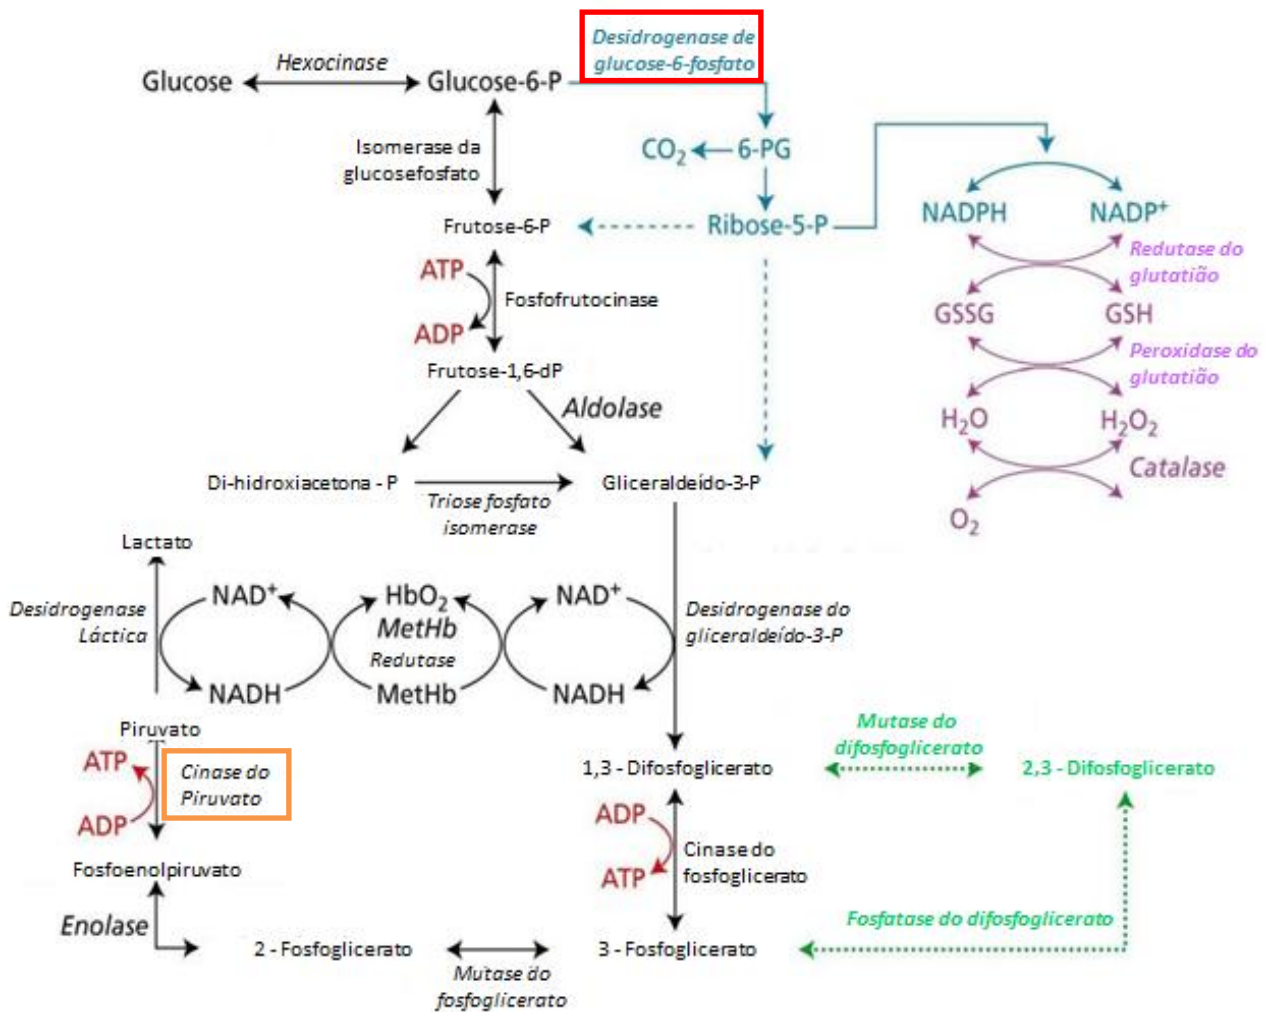 Desidrogenase de
glucose-6-fosfato
Hexocinase
Glucose
Glucose-6-P
Isomerase da
glucosefosfato
CO₂
6-PG
Frutose-6-P
Ribose-5-P
NADPH
NADP⁺
Redutase do
glutatião
ATP
Fosfofrutocinase
ADP
GSSG
GSH
Peroxidase do
glutatião
Frutose-1,6-dP
Aldolase
H₂O
H₂O₂
Catalase
O₂
Di-hidroxiacetona - P
Gliceraldeído-3-P
Triose fosfato
isomerase
Lactato
Desidrogenase
Láctica
NAD⁺
HbO₂
NAD⁺
MetHb
Redutase
NADH
MetHb
NADH
Desidrogenase do
gliceraldeído-3-P
Piruvato
ATP
Cinase do
Piruvato
ADP
Fosfoenolpiruvato
1,3 - Difosfoglicerato
Mutase do
difosfoglicerato
2,3 - Difosfoglicerato
ADP
Cinase do
fosfoglicerato
ATP
Enolase
2 - Fosfoglicerato
Mutase do
fosfoglicerato
3 - Fosfoglicerato
Fosfatase do difosfoglicerato